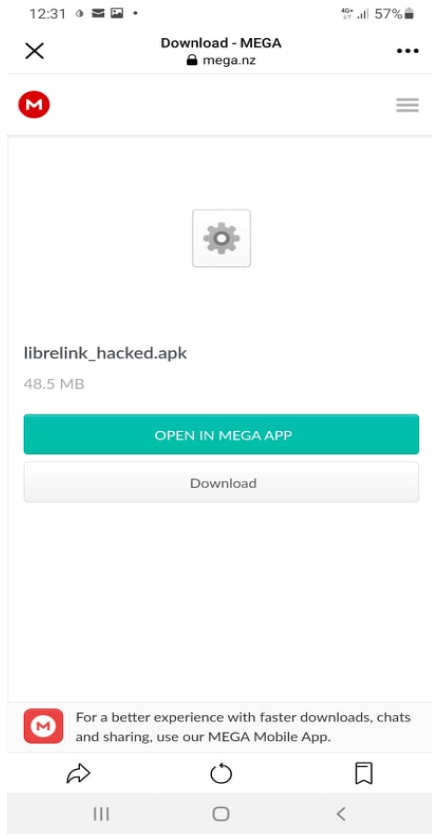 12:31
4G+
57%
Download - MEGA
mega.nz
M
librelink_hacked.apk
48.5 MB
OPEN IN MEGA APP
Download
M
For a better experience with faster downloads, chats
and sharing, use our MEGA Mobile App.